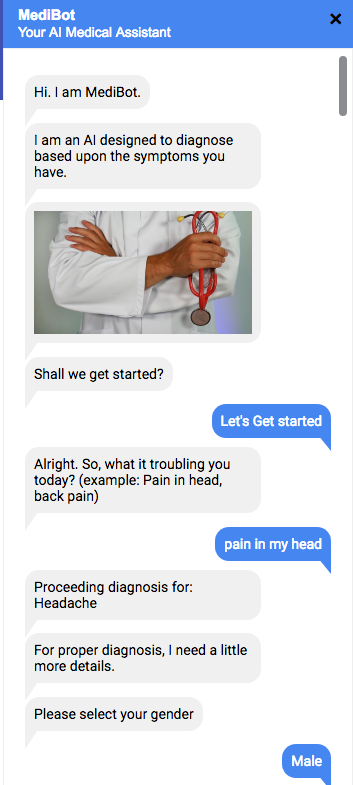 MediBot
Your AI Medical Assistant
Hi. I am MediBot.
I am an AI designed to diagnose
based upon the symptoms you
have.
Shall we get started?
Let's Get started
Alright. So, what it troubling you
today? (example: Pain in head,
back pain)
pain in my head
Proceeding diagnosis for:
Headache
For proper diagnosis, I need a little
more details.
Please select your gender
Male